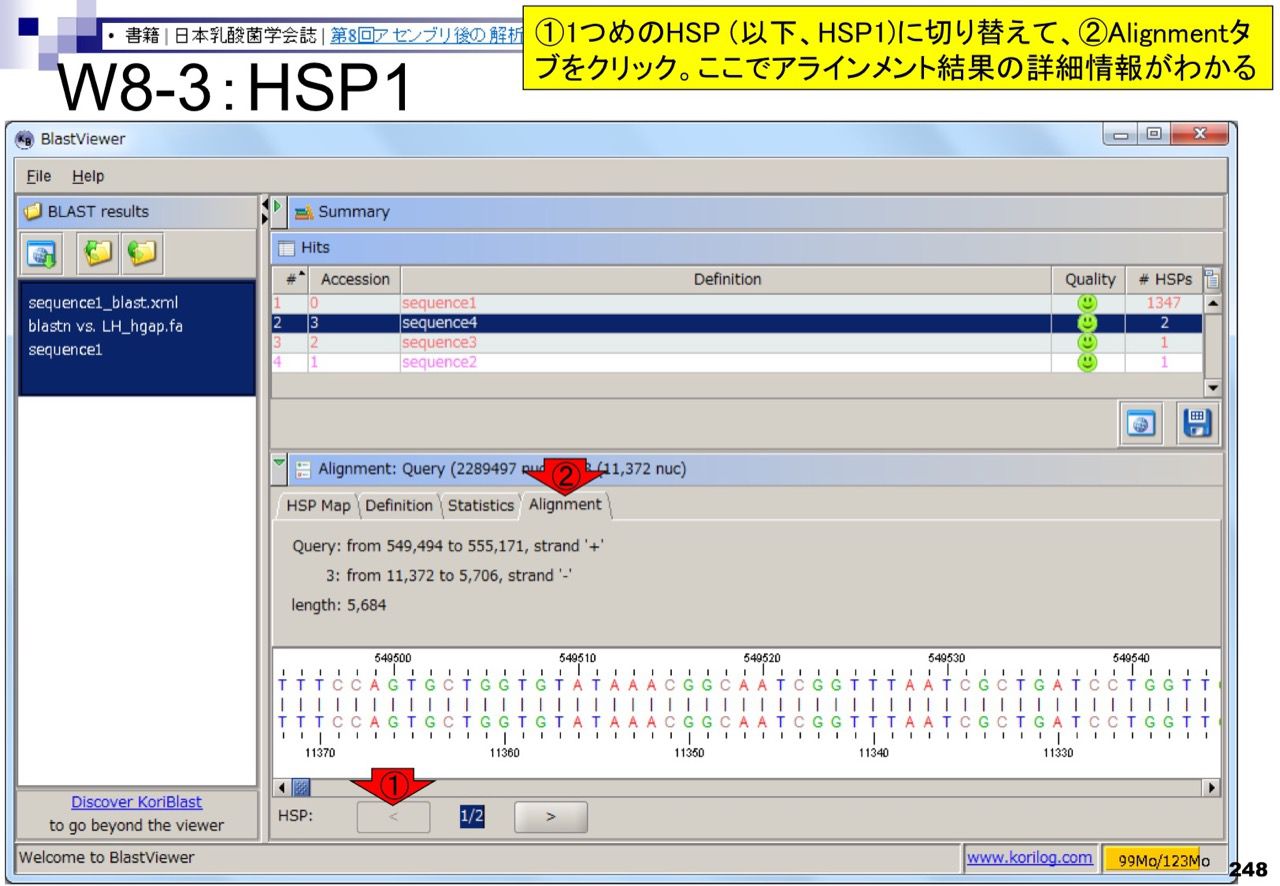 • 書籍 | 日本乳酸菌学会誌 | 第8回アセンブリ後の解析
①1つめのHSP (以下、HSP1)に切り替えて、②Alignmentタ
ブをクリック。ここでアラインメント結果の詳細情報がわかる
W8-3：HSP1
BlastViewer
File Help
BLAST results
Summary
Hits
# Accession Definition Quality # HSPs
1 0 sequence1 1347
2 3 sequence4 2
3 2 sequence3 1
4 1 sequence2 1
sequence1_blast.xml
blastn vs. LH_hgap.fa
sequence1
Alignment: Query (2289497 (11,372 nuc)
②
HSP Map Definition Statistics Alignment
Query: from 549,494 to 555,171, strand '+'
3: from 11,372 to 5,706, strand '-'
length: 5,684
549500 549510 549520 549530 549540
T T T C C A G T G C T G G T G T A T A A A C G G C A A T C G G T T T A A T C G C T G A T C C T G G T T
T T T C C A G T G C T G G T G T A T A A A C G G C A A T C G G T T T A A T C G C T G A T C C T G G T T
11370 11360 11350 11340 11330
①
HSP: < 1/2 >
Discover KoriBlast
to go beyond the viewer
Welcome to BlastViewer
www.korilog.com
99Mo/123Mo
248